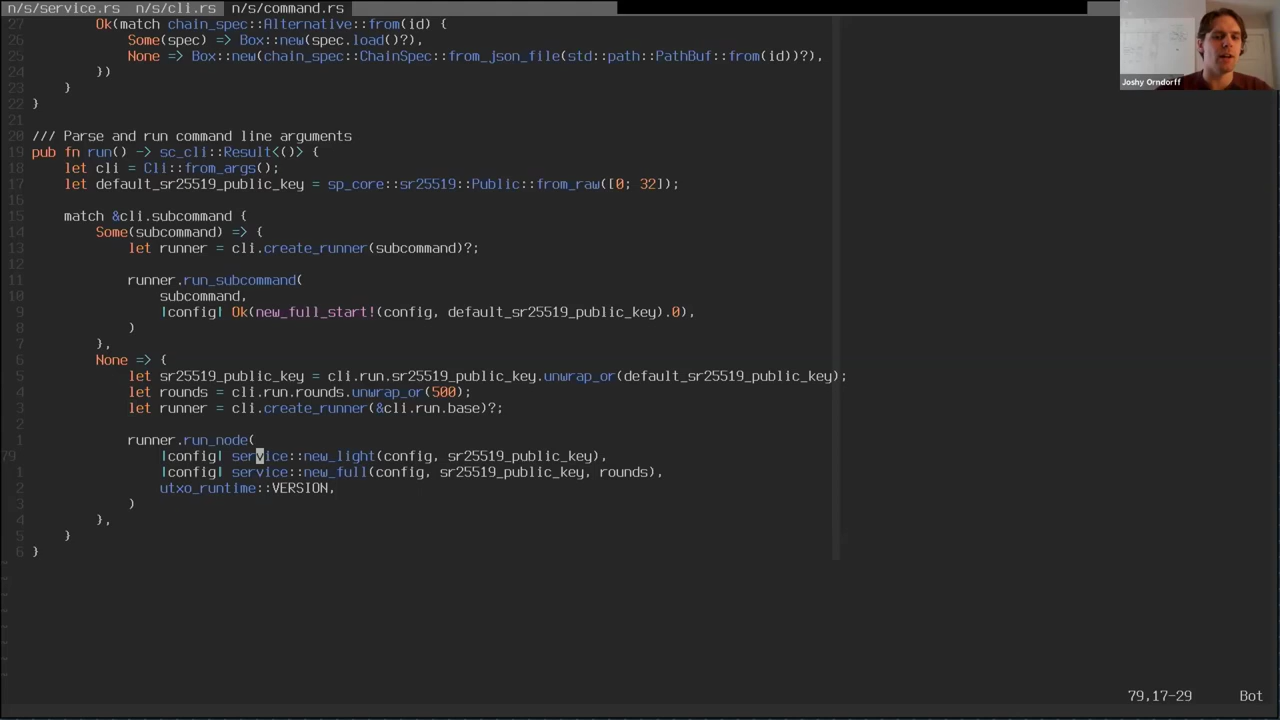 n/s/service.rs  n/s/cli.rs  n/s/command.rs
27         Ok(match chain_spec::Alternative::from(id) {
26             Some(spec) => Box::new(spec.load()?),
25             None => Box::new(chain_spec::ChainSpec::from_json_file(std::path::PathBuf::from(id))?),
24         })
23     }
22 }
21
20 /// Parse and run command line arguments
19 pub fn run() -> sc_cli::Result<()> {
18     let cli = Cli::from_args();
17     let default_sr25519_public_key = sp_core::sr25519::Public::from_raw([0; 32]);
16
15     match &cli.subcommand {
14         Some(subcommand) => {
13             let runner = cli.create_runner(subcommand)?;
12
11             runner.run_subcommand(
10                 subcommand,
9                 |config| Ok(new_full_start!(config, default_sr25519_public_key).0),
8             )
7         },
6         None => {
5             let sr25519_public_key = cli.run.sr25519_public_key.unwrap_or(default_sr25519_public_key);
4             let rounds = cli.run.rounds.unwrap_or(500);
3             let runner = cli.create_runner(&cli.run.base)?;
2
1             runner.run_node(
79                 |config| service::new_light(config, sr25519_public_key),
1                 |config| service::new_full(config, sr25519_public_key, rounds),
2                 utxo_runtime::VERSION,
3             )
4         },
5     }
6 }
~
~
~
~
~
~
~
~
79,17-29 Bot
Joshy Orndorff